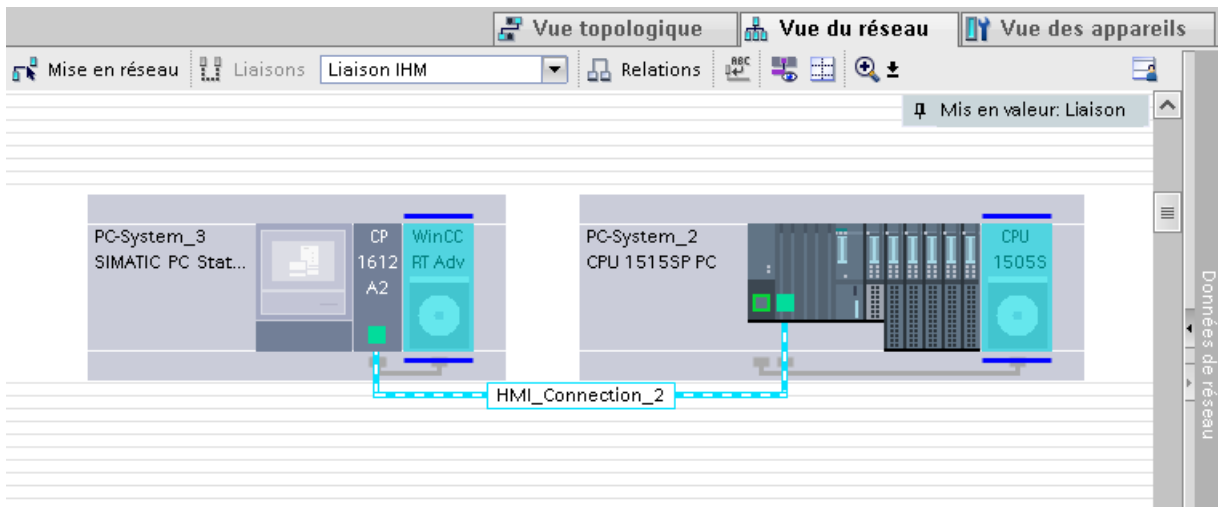 Vue topologique
Vue du réseau
Vue des appareils
Mise en réseau
Liaisons
Liaison IHM
Relations
ABC
Mis en valeur: Liaison
PC-System_3
SIMATIC PC Stat...
CP
1612
A2
WinCC
RT Adv
PC-System_2
CPU 1515SP PC
CPU
1505S
HMI_Connection_2
Données de réseau